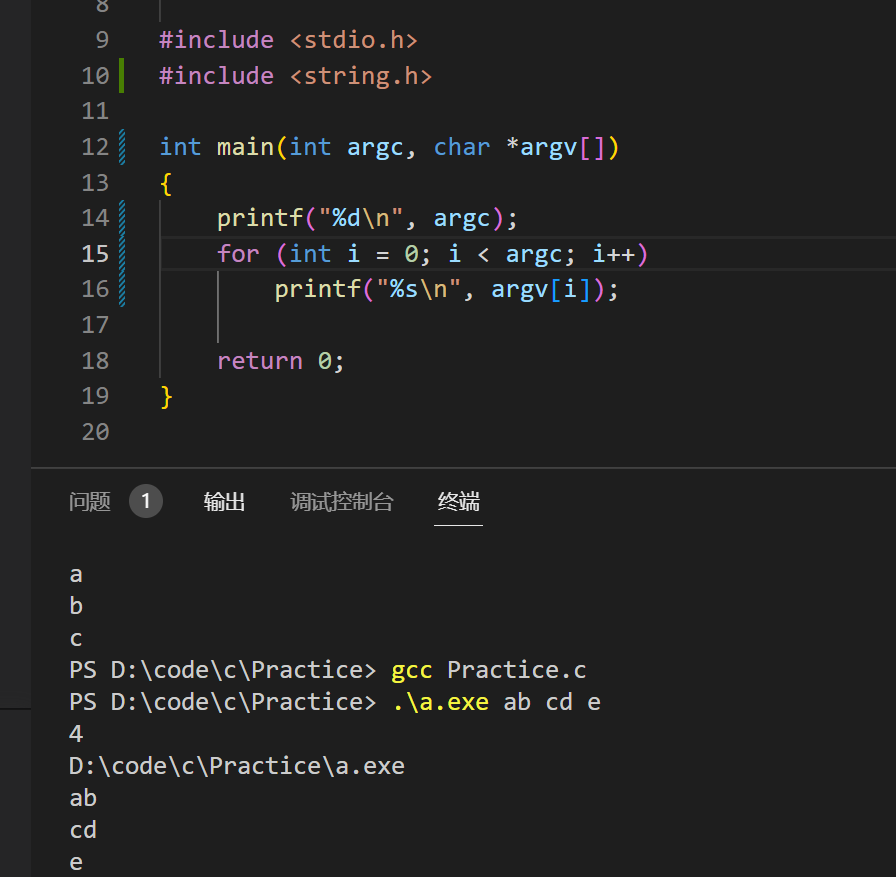 8
9 #include <stdio.h>
10 #include <string.h>
11
12 int main(int argc, char *argv[])
13 {
14     printf("%d\n", argc);
15     for (int i = 0; i < argc; i++)
16         printf("%s\n", argv[i]);
17
18     return 0;
19 }
20
问题 1 输出 调试控制台 终端
a
b
c
PS D:\code\c\Practice> gcc Practice.c
PS D:\code\c\Practice> .\a.exe ab cd e
4
D:\code\c\Practice\a.exe
ab
cd
e